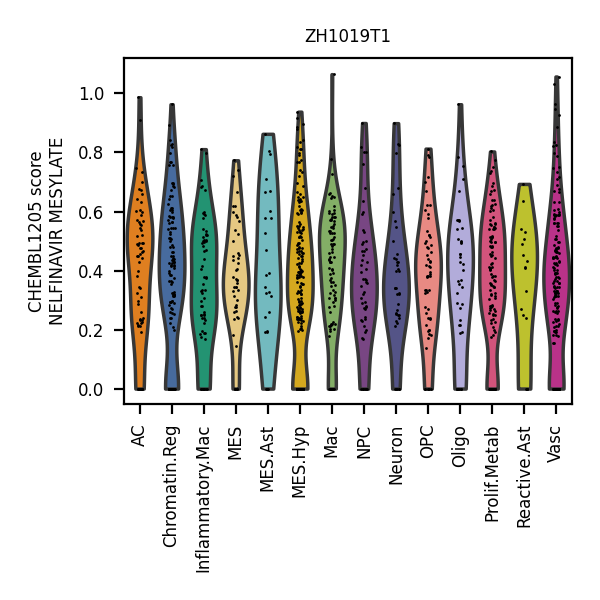 ZH1019T1
CHEMBL1205 score
NELFINAVIR MESYLATE
1.0
0.8
0.6
0.4
0.2
0.0
AC
Chromatin.Reg
Inflammatory.Mac
MES
MES.Ast
MES.Hyp
Mac
NPC
Neuron
OPC
Oligo
Prolif.Metab
Reactive.Ast
Vasc